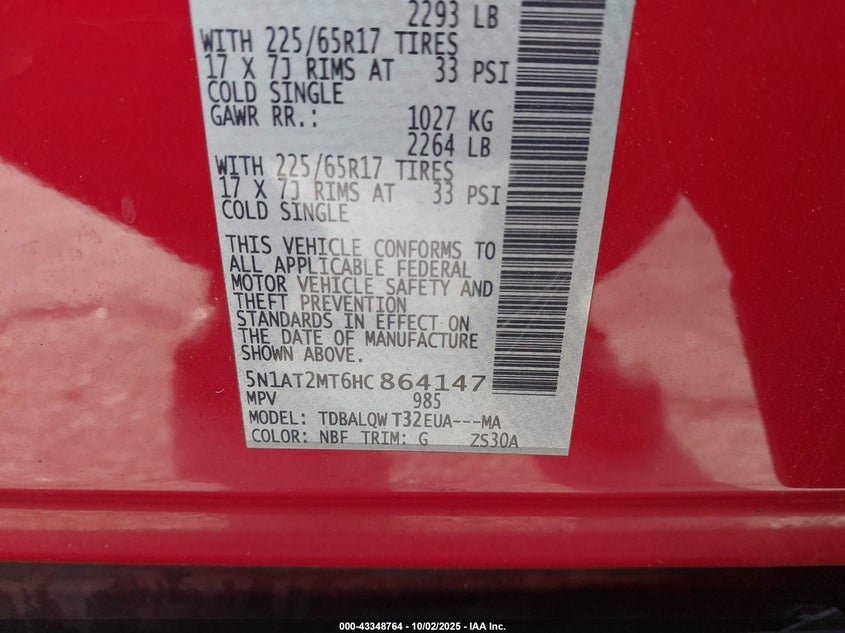 2293 LB
WITH 225/65R17 TIRES
17 X 7J RIMS AT 33 PSI
COLD SINGLE
GAWR RR.: 1027 KG
2264 LB
WITH 225/65R17 TIRES
17 X 7J RIMS AT 33 PSI
COLD SINGLE
THIS VEHICLE CONFORMS TO
ALL APPLICABLE FEDERAL
MOTOR VEHICLE SAFETY AND
THEFT PREVENTION
STANDARDS IN EFFECT ON
THE DATE OF MANUFACTURE
SHOWN ABOVE.
5N1AT2MT6HC 864147
MPV 985
MODEL: TDBALQW T32EUA---MA
COLOR: NBF TRIM: G ZS30A
000-43348764 | 10/02/2025 – IAA Inc.